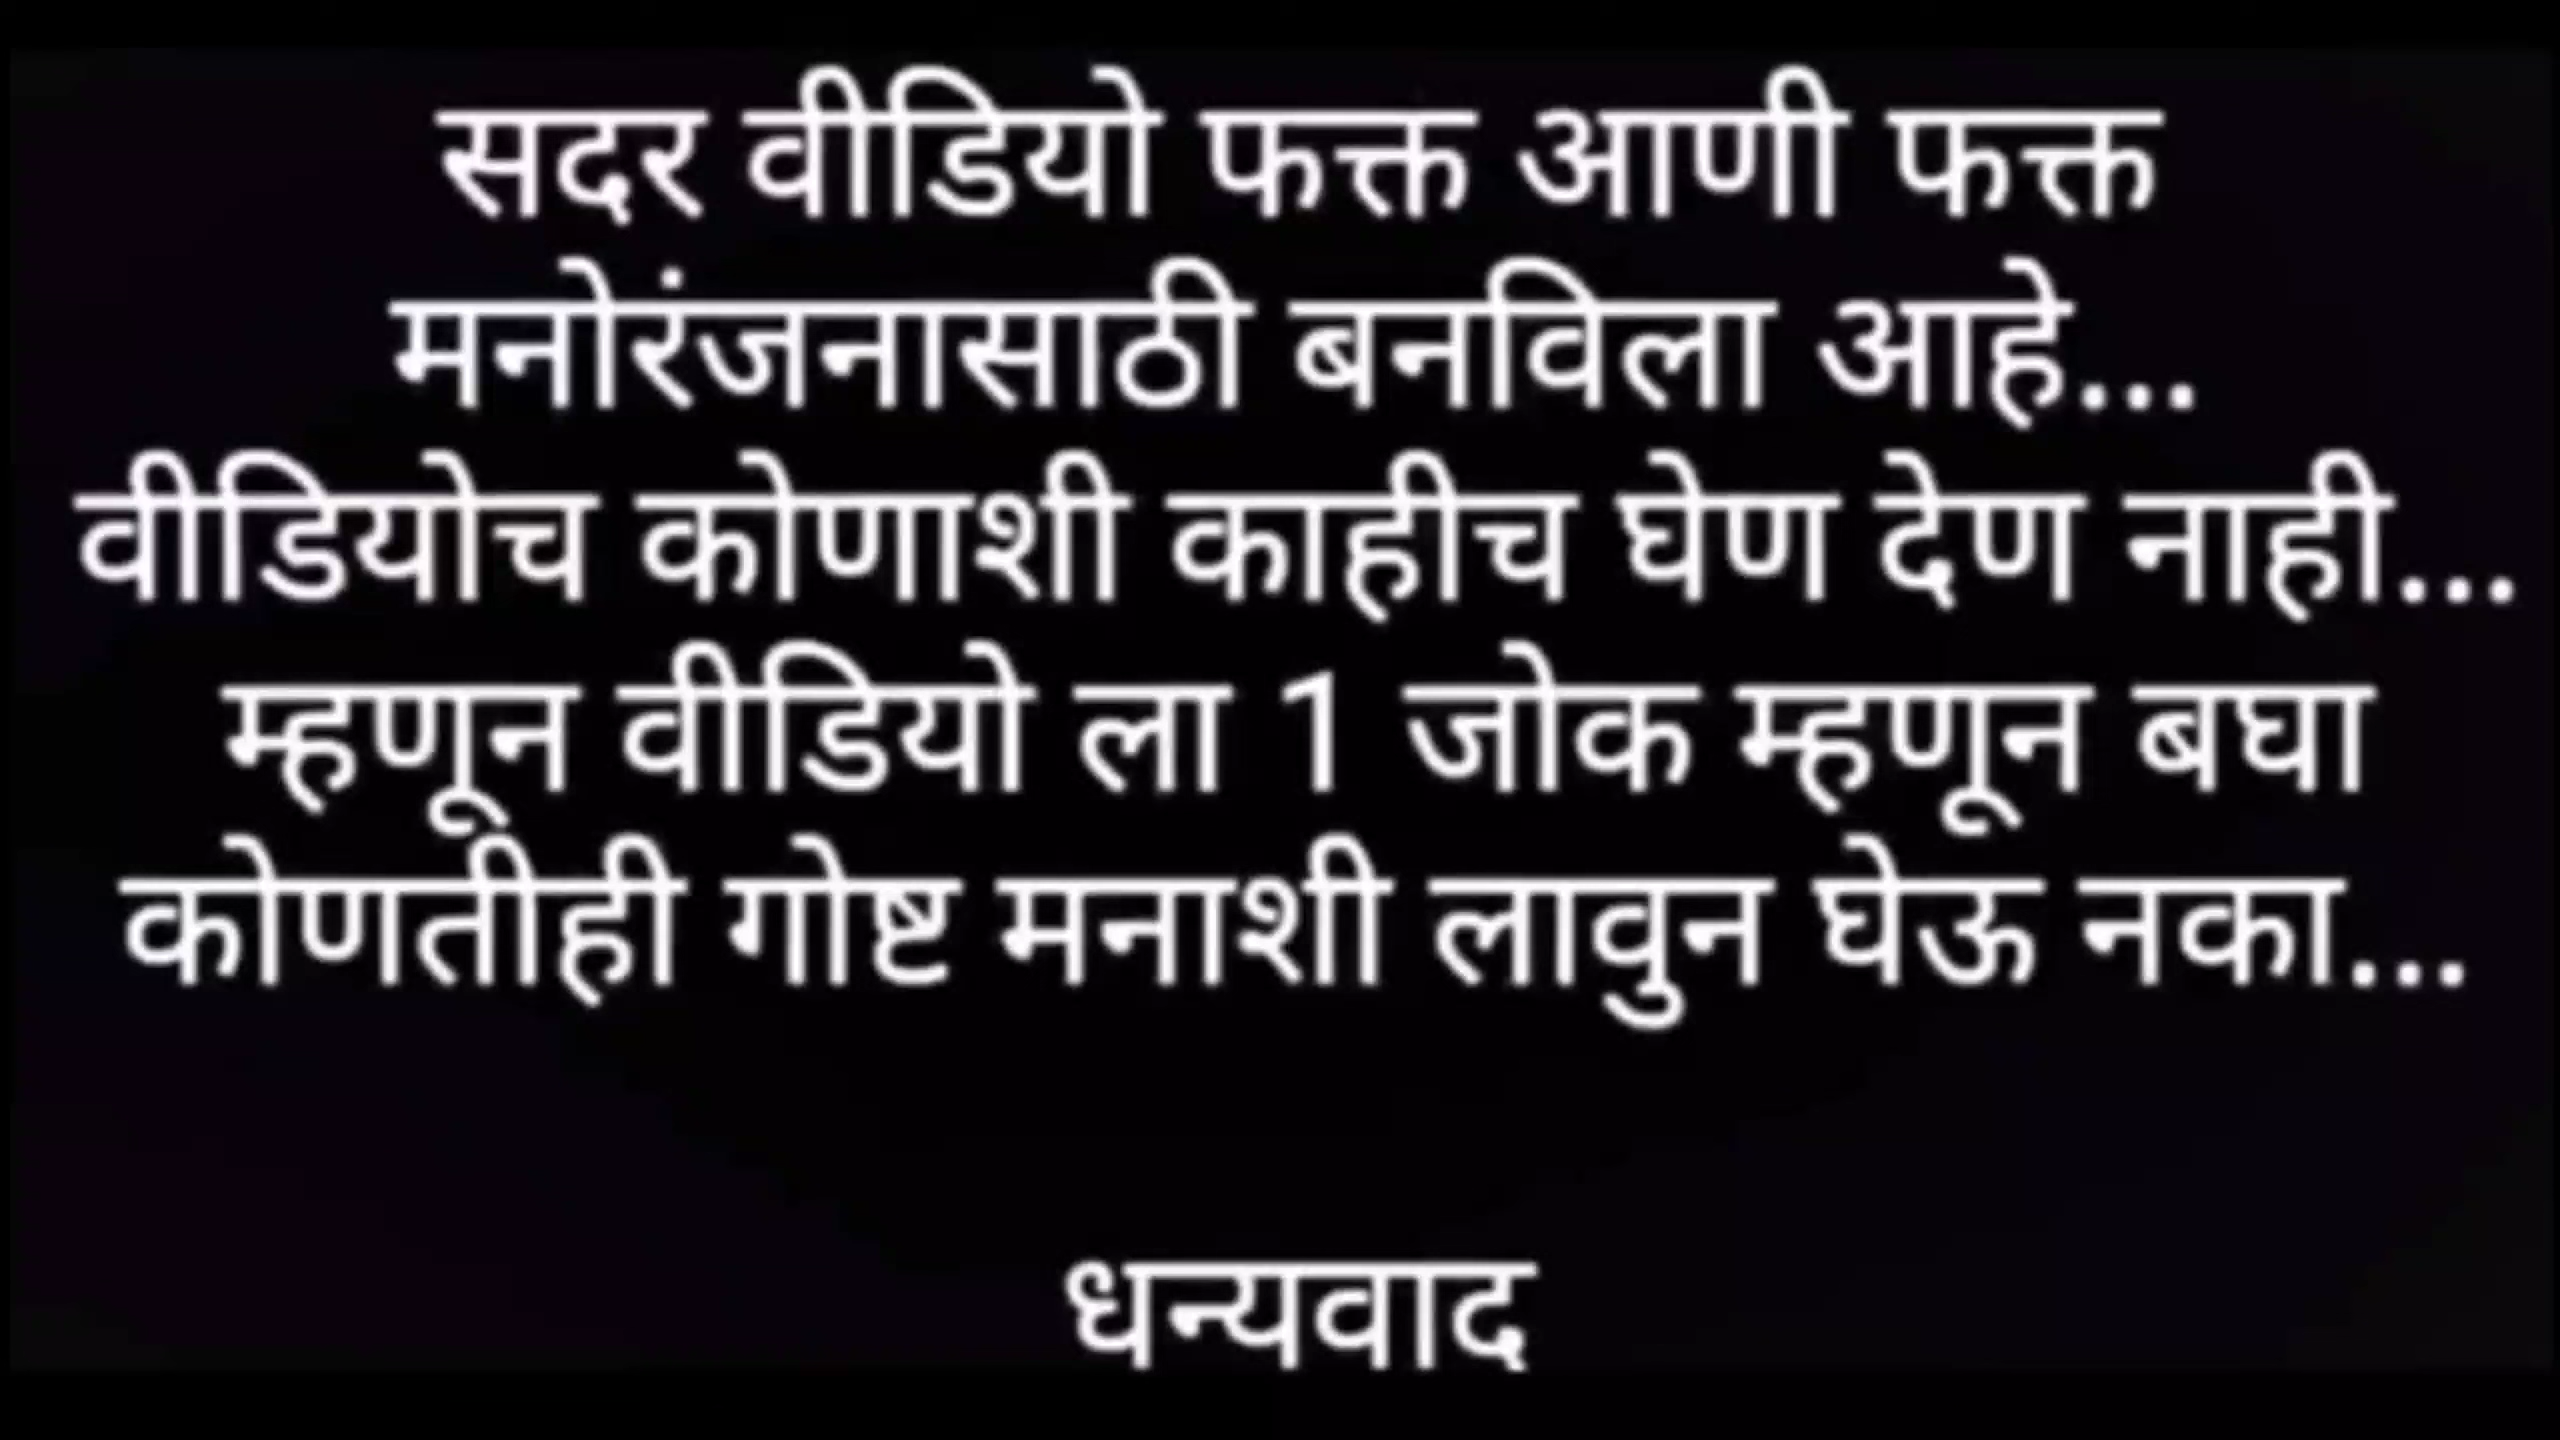 सदर वीडियो फक्त आणी फक्त
मनोरंजनासाठी बनविला आहे...
वीडियोच कोणाशी काहीच घेण देण नाही...
म्हणून वीडियो ला 1 जोक म्हणून बघा
कोणतीही गोष्ट मनाशी लावुन घेऊ नका...
धन्यवाद